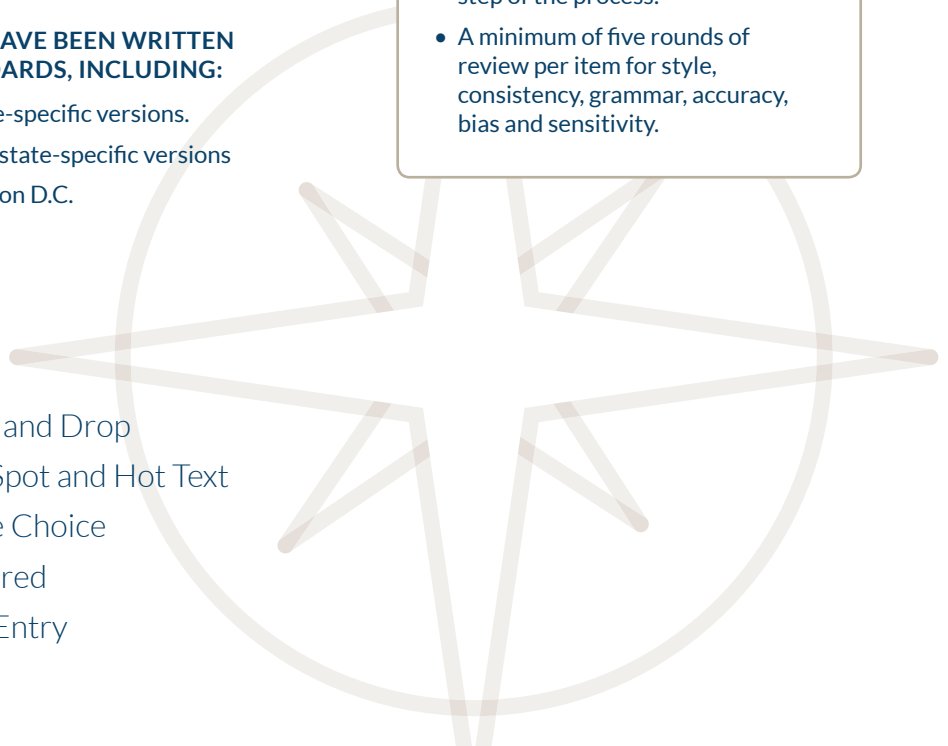 AVE BEEN WRITTEN
ARDS, INCLUDING:
e-specific versions.
state-specific versions
on D.C.
and Drop
Spot and Hot Text
e Choice
red
Entry
step of the process.
• A minimum of five rounds of
review per item for style,
consistency, grammar, accuracy,
bias and sensitivity.